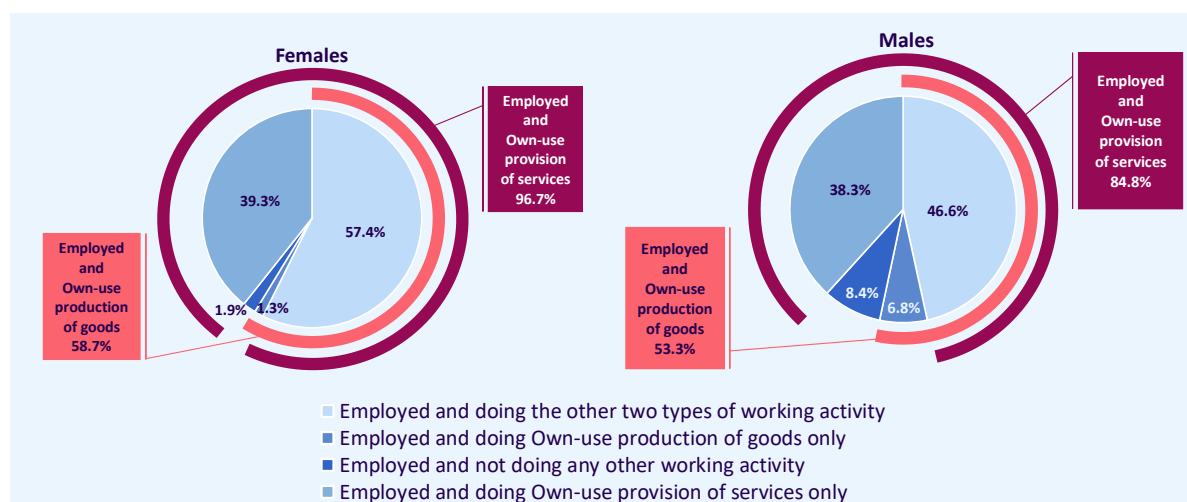 Females
Employed
and
Own-use
provision
of services
96.7%
39.3%
57.4%
1.9%
1.3%
Employed
and
Own-use
production
of goods
58.7%
Males
Employed
and
Own-use
provision
of services
84.8%
38.3%
46.6%
8.4%
6.8%
Employed
and
Own-use
production
of goods
53.3%
Employed and doing the other two types of working activity
Employed and doing Own-use production of goods only
Employed and not doing any other working activity
Employed and doing Own-use provision of services only